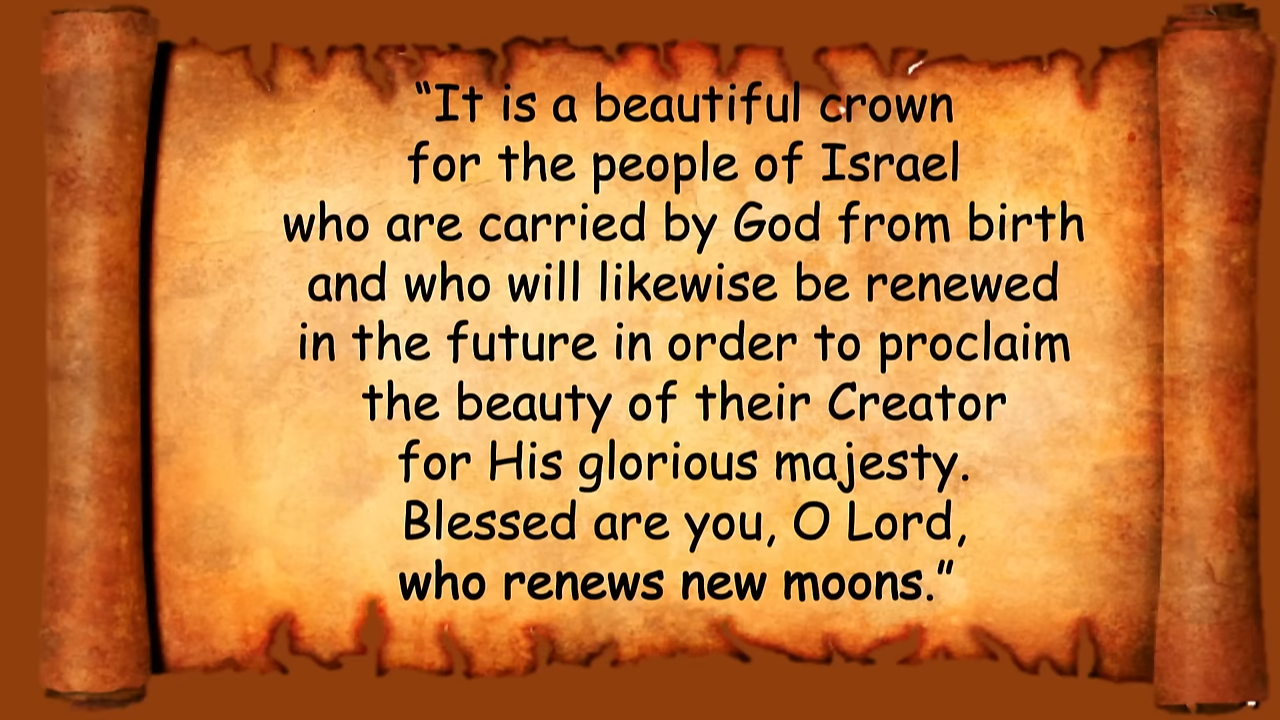 “It is a beautiful crown
for the people of Israel
who are carried by God from birth
and who will likewise be renewed
in the future in order to proclaim
the beauty of their Creator
for His glorious majesty.
Blessed are you, O Lord,
who renews new moons.”